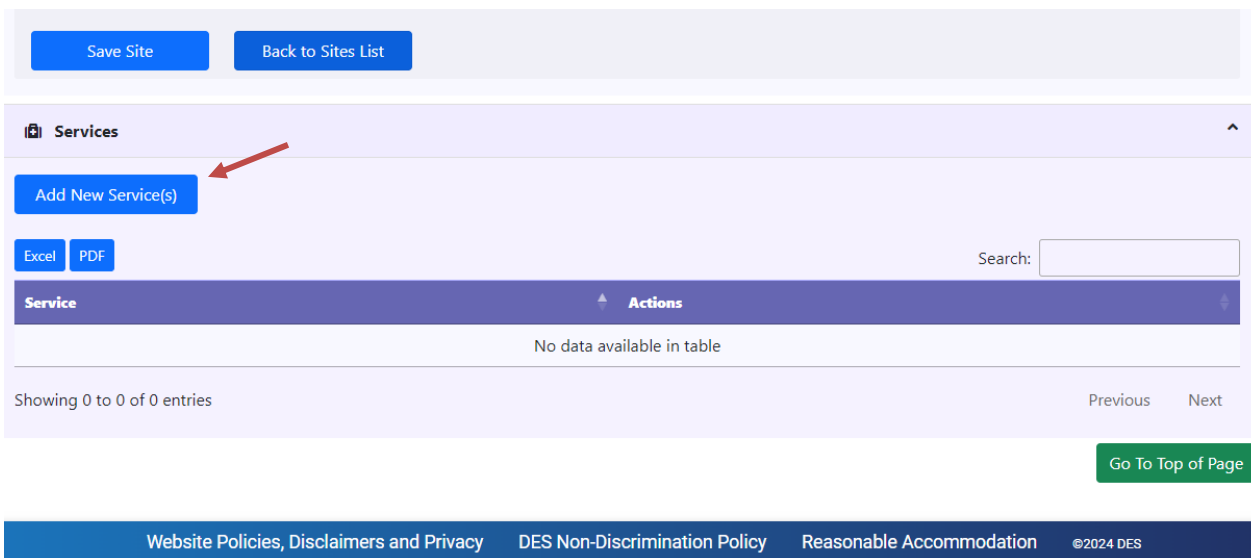 Save Site Back to Sites List
Services
Add New Service(s)
Excel PDF Search:
Service Actions
No data available in table
Showing 0 to 0 of 0 entries Previous Next
Go To Top of Page
Website Policies, Disclaimers and Privacy DES Non-Discrimination Policy Reasonable Accommodation ©2024 DES